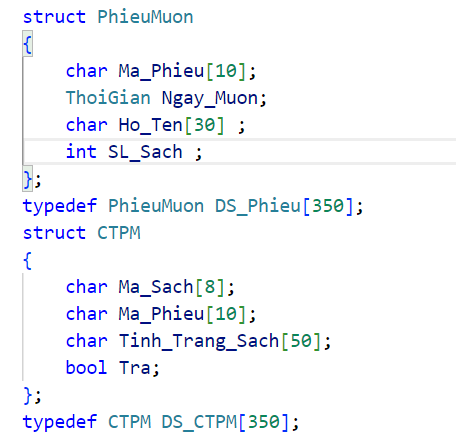 struct PhieuMuon
{
    char Ma_Phieu[10];
    ThoiGian Ngay_Muon;
    char Ho_Ten[30] ;
    int SL_Sach ;
};
typedef PhieuMuon DS_Phieu[350];
struct CTPM
{
    char Ma_Sach[8];
    char Ma_Phieu[10];
    char Tinh_Trang_Sach[50];
    bool Tra;
};
typedef CTPM DS_CTPM[350];